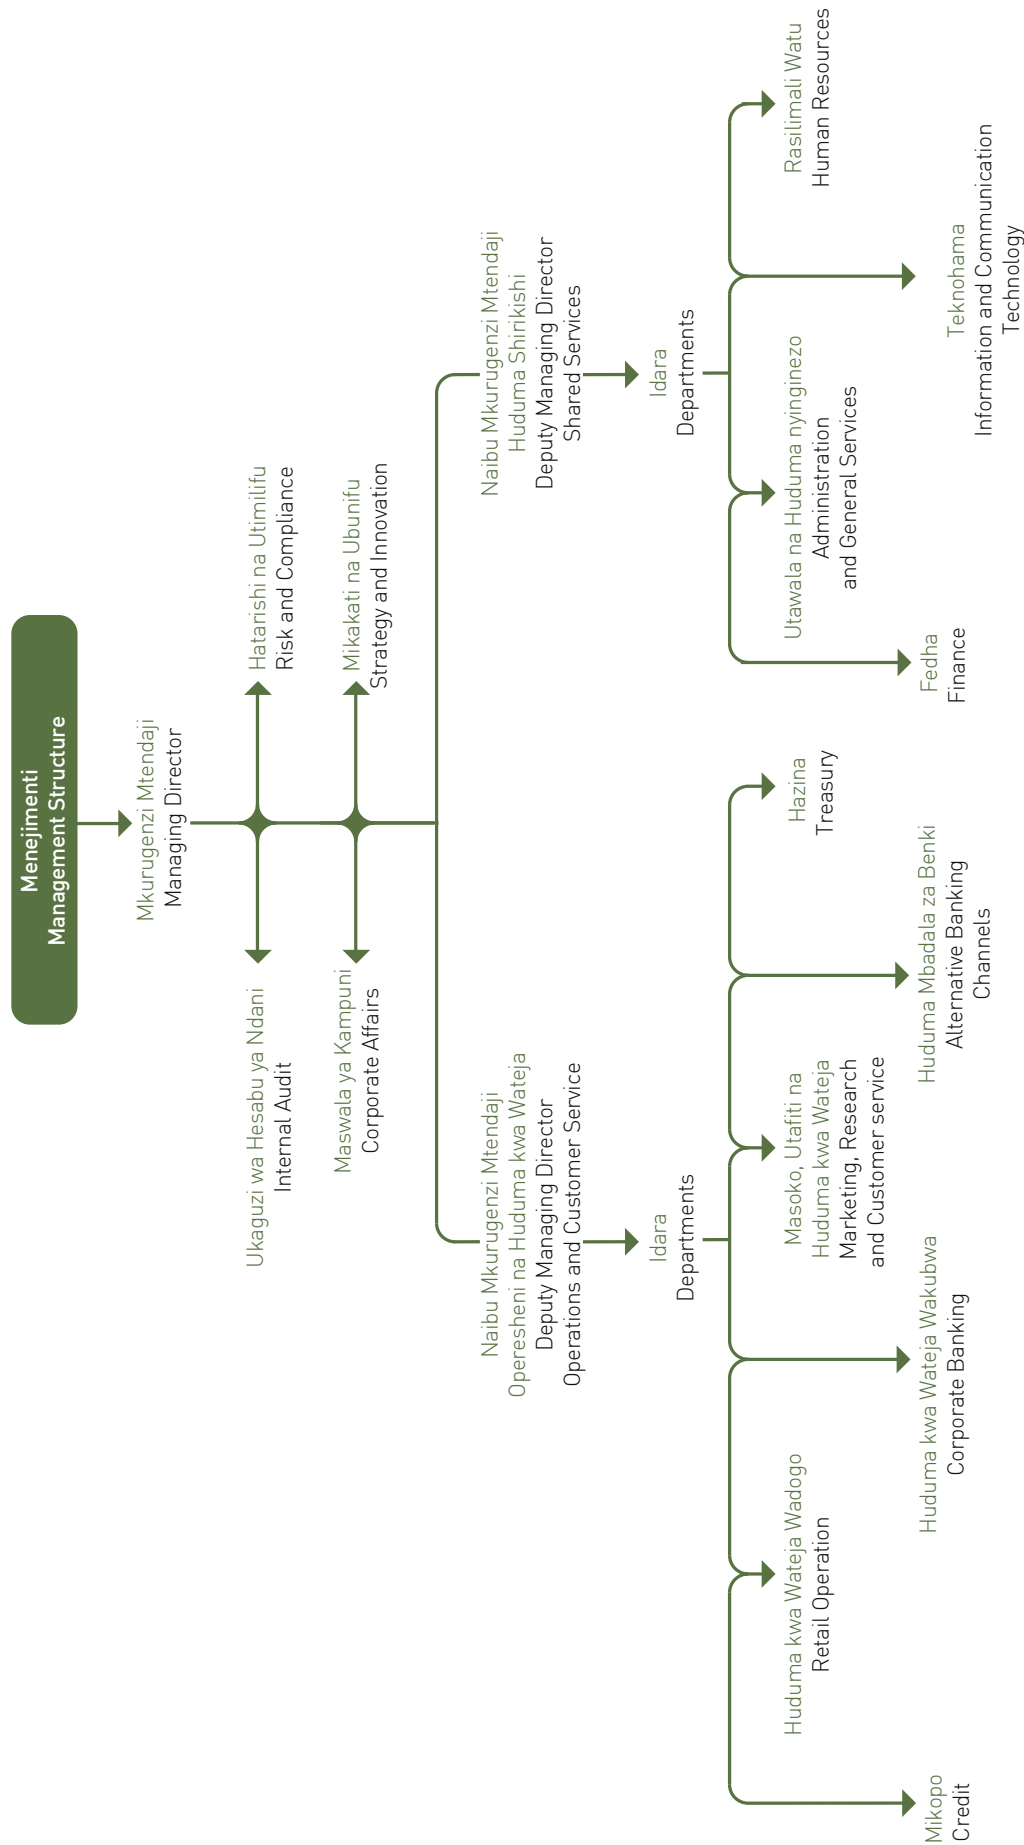 Menejimenti
Management Structure
Mkurugenzi Mtendaji
Managing Director
Ukaguzi wa Hesabu ya Ndani
Internal Audit
Hatarishi na Utimilifu
Risk and Compliance
Maswala ya Kampuni
Corporate Affairs
Mikakati na Ubunifu
Strategy and Innovation
Naibu Mkurugenzi Mtendaji
Operesheni na Huduma kwa Wateja
Deputy Managing Director
Operations and Customer Service
Naibu Mkurugenzi Mtendaji
Huduma Shirikishi
Deputy Managing Director
Shared Services
Idara
Departments
Idara
Departments
Mikopo
Credit
Huduma kwa Wateja Wadogo
Retail Operation
Huduma kwa Wateja Wakubwa
Corporate Banking
Masoko, Utafiti na
Huduma kwa Wateja
Marketing, Research
and Customer service
Huduma Mbadala za Benki
Alternative Banking
Channels
Hazina
Treasury
Fedha
Finance
Utawala na Huduma nyinginezo
Administration
and General Services
Teknohama
Information and Communication
Technology
Rasilimali Watu
Human Resources